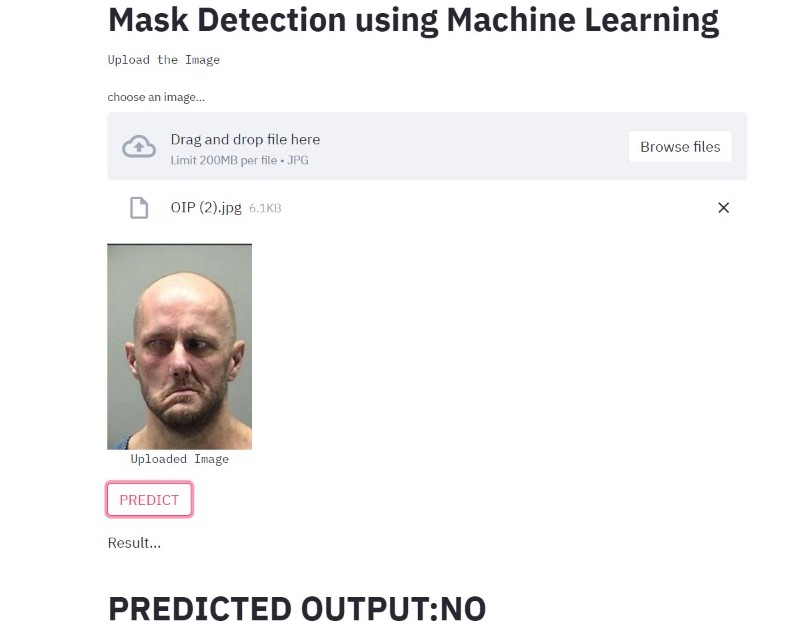 Mask Detection using Machine Learning
Upload the Image
choose an image...
Drag and drop file here
Limit 200MB per file • JPG
Browse files
OIP (2).jpg 6.1KB
Uploaded Image
PREDICT
Result...
PREDICTED OUTPUT:NO